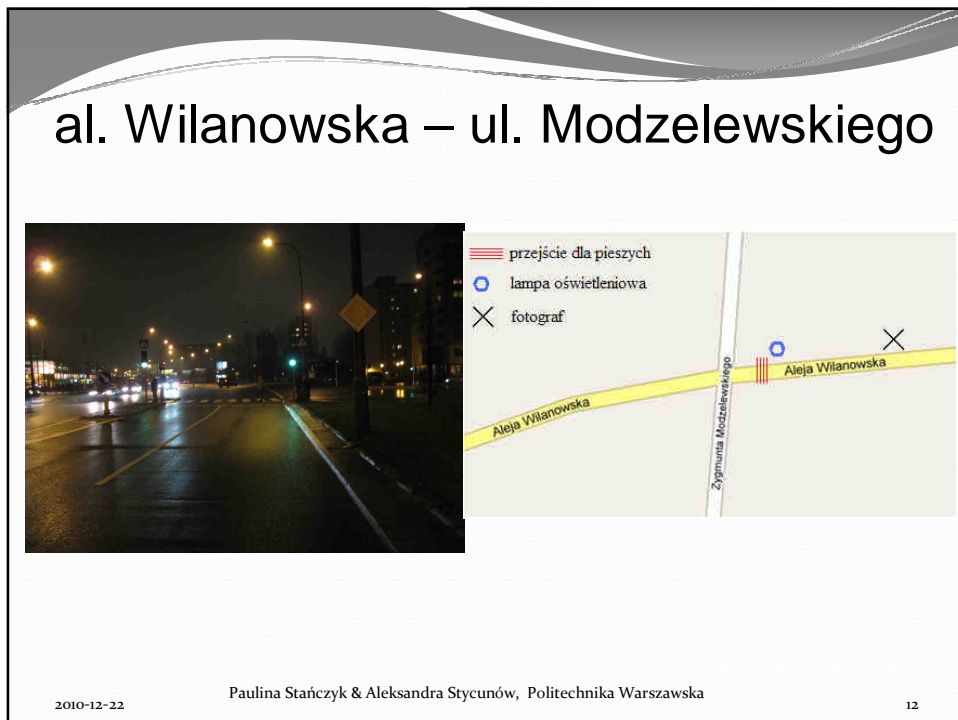 al. Wilanowska – ul. Modzelewskiego
przejście dla pieszych
lampa oświetleniowa
fotograf
Aleja Wilanowska
Aleja Wilanowska
Zygmunta Modzelewskiego
2010-12-22
Paulina Stańczyk & Aleksandra Stycunów, Politechnika Warszawska
12